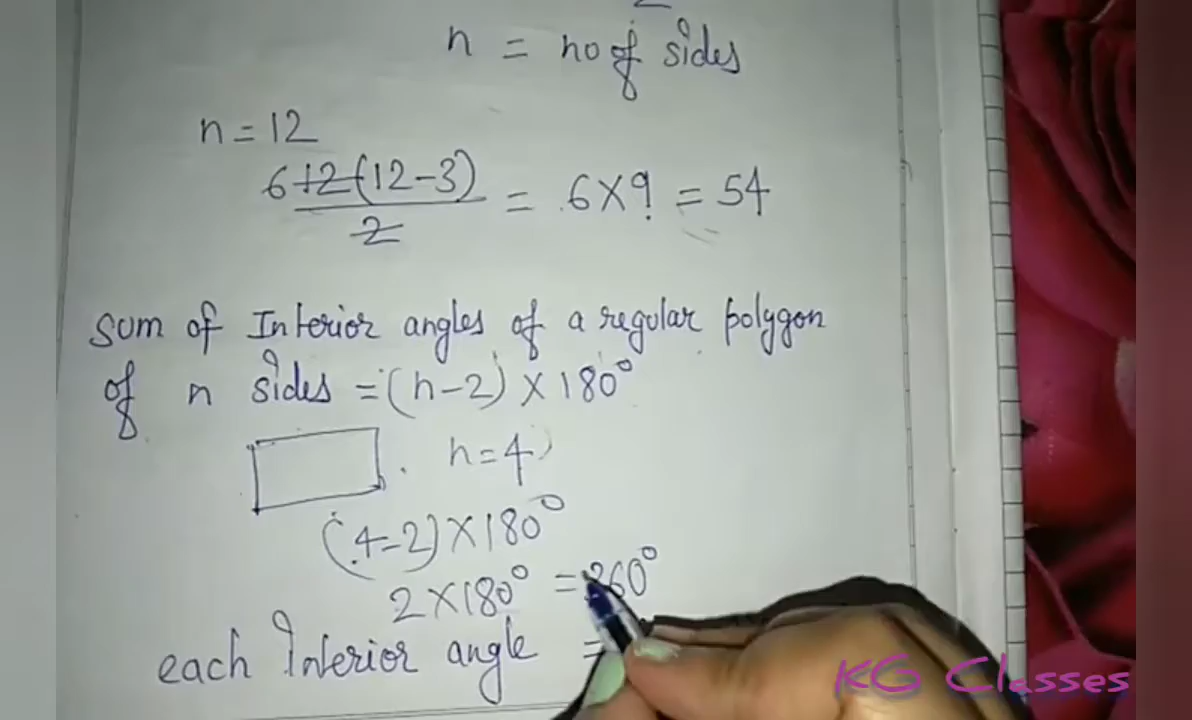 n = no of sides
n = 12
6 12 (12-3) / 2 = 6 X 9 = 54
Sum of Interior angles of a regular polygon
of n sides = (n-2) X 180°
n = 4
(4-2) X 180°
2 X 180° = 360°
each Interior angle =
KG Classes